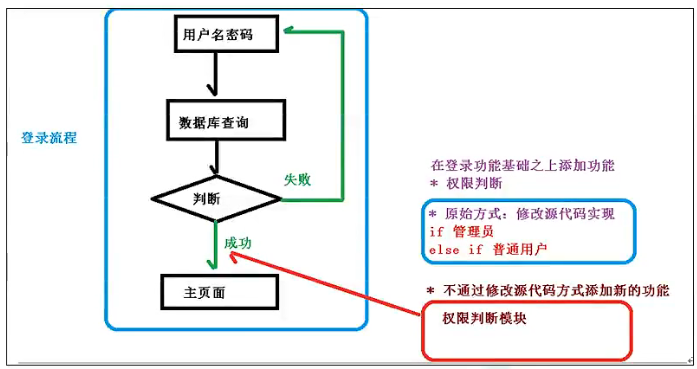 用户名密码
登录流程
数据库查询
失败
判断
成功
主页面
在登录功能基础之上添加功能
* 权限判断
* 原始方式：修改源代码实现
if 管理员
else if 普通用户
* 不通过修改源代码方式添加新的功能
权限判断模块